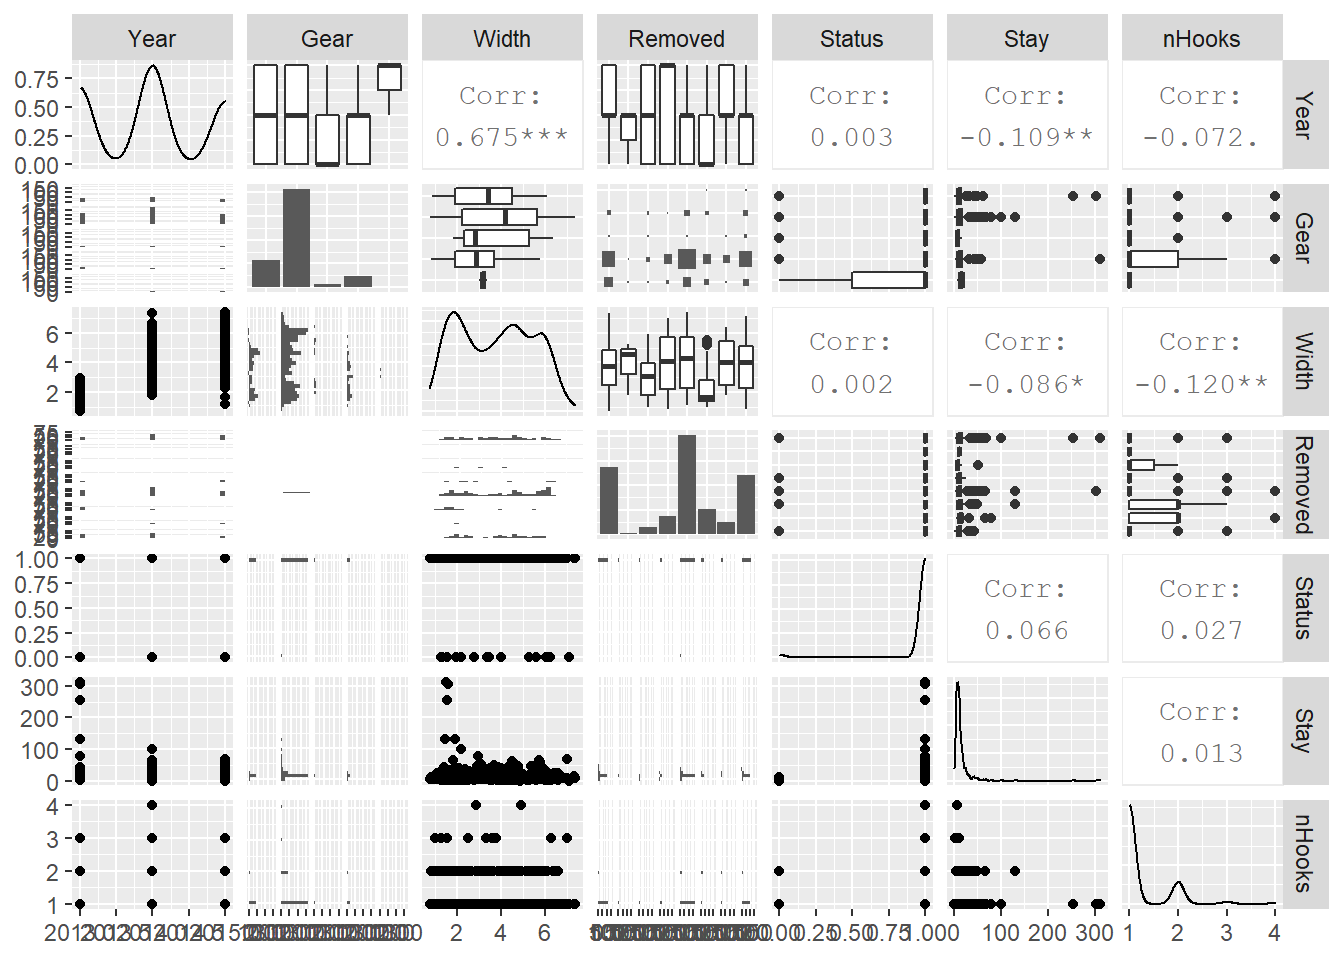 Year Gear Width Removed Status Stay nHooks
0.75
0.50
0.25
0.00
Corr:
0.675***
Corr:
0.003
Corr:
-0.109**
Corr:
-0.072.
Year
Gear
6
4
2
Corr:
0.002
Corr:
-0.086*
Corr:
-0.120**
Width
Removed
1.00
0.75
0.50
0.25
0.00
Corr:
0.066
Corr:
0.027
Status
300
200
100
0
Corr:
0.013
Stay
4
3
2
1
nHooks
2 6 0.25 0.50 0.75 1.00 0 100 200 300 1 2 3 4